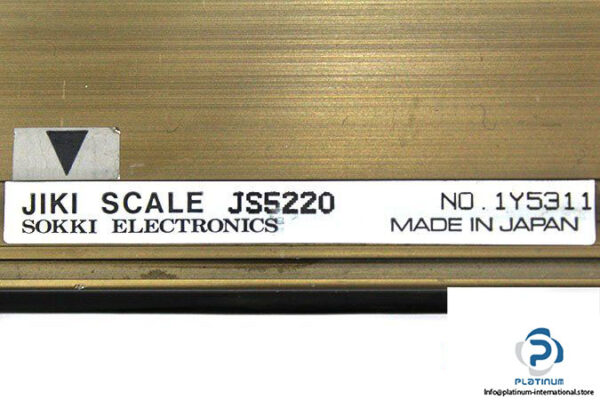 JIKI SCALE JS5220 NO. 1Y5311
SOKKI ELECTRONICS MADE IN JAPAN
PLATINUM
Info@platinum-international.store